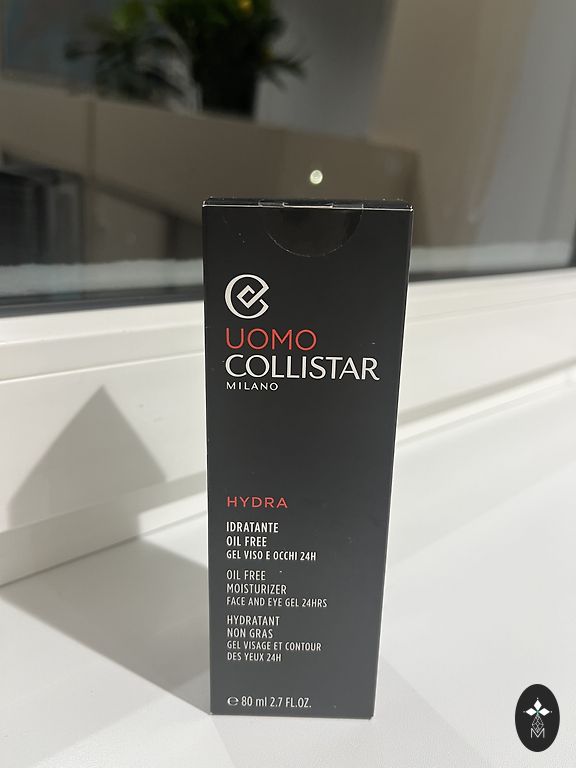 UOMO
COLLISTAR
MILANO
HYDRA
IDRATANTE
OIL FREE
GEL VISO E OCCHI 24H
OIL FREE
MOISTURIZER
FACE AND EYE GEL 24HRS
HYDRATANT
NON GRAS
GEL VISAGE ET CONTOUR
DES YEUX 24H
℮ 80 ml 2.7 FL.OZ.
M